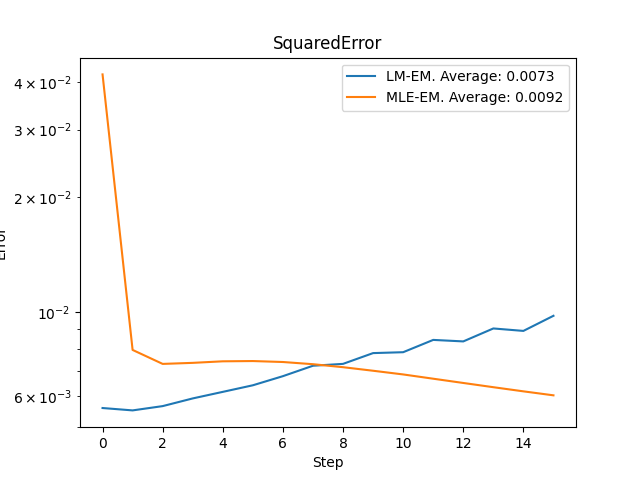 SquaredError
LM-EM. Average: 0.0073
MLE-EM. Average: 0.0092
4 × 10⁻²
3 × 10⁻²
2 × 10⁻²
10⁻²
6 × 10⁻³
Error
0 2 4 6 8 10 12 14
Step